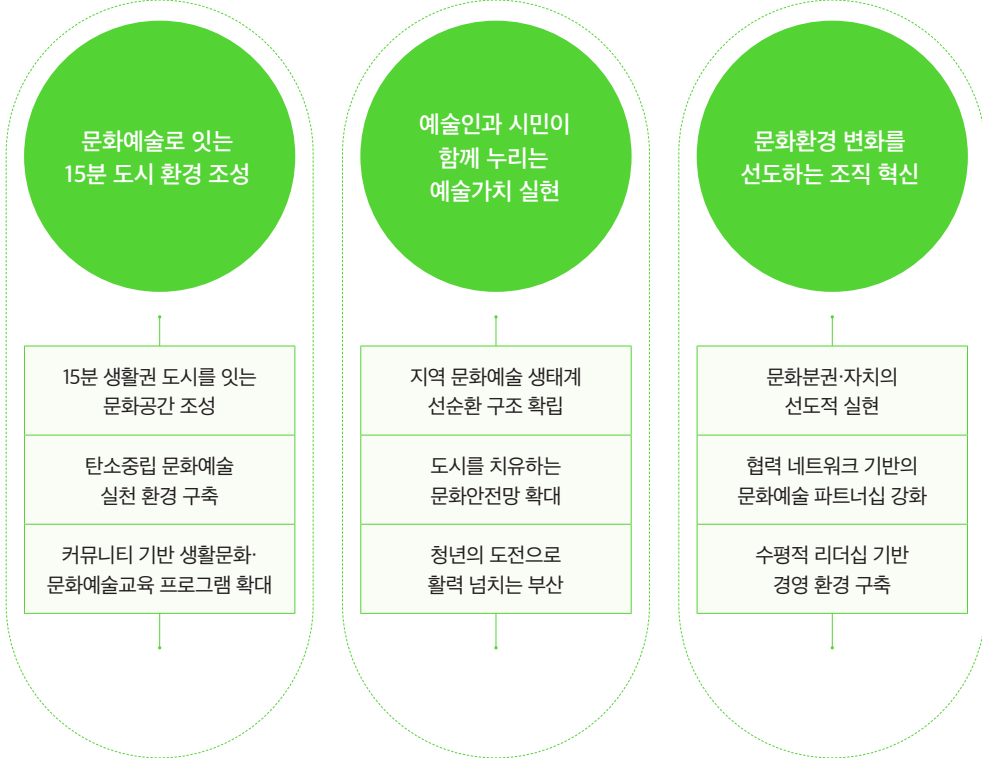 문화예술로 잇는
15분 도시 환경 조성
15분 생활권 도시를 잇는
문화공간 조성
탄소중립 문화예술
실천 환경 구축
커뮤니티 기반 생활문화·
문화예술교육 프로그램 확대
예술인과 시민이
함께 누리는
예술가치 실현
지역 문화예술 생태계
선순환 구조 확립
도시를 치유하는
문화안전망 확대
청년의 도전으로
활력 넘치는 부산
문화환경 변화를
선도하는 조직 혁신
문화분권·자치의
선도적 실현
협력 네트워크 기반의
문화예술 파트너십 강화
수평적 리더십 기반
경영 환경 구축